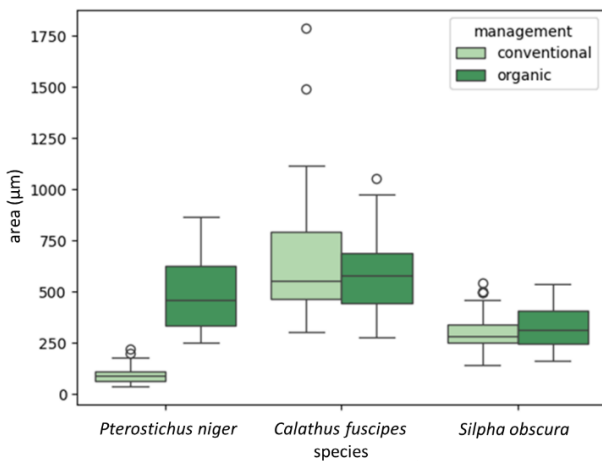 1750
1500
1250
1000
750
500
250
0
area (µm)
management
conventional
organic
Pterostichus niger
Calathus fuscipes
Silpha obscura
species